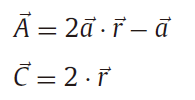 A⃗ = 2a⃗ · r⃗ − a⃗
C⃗ = 2 · r⃗